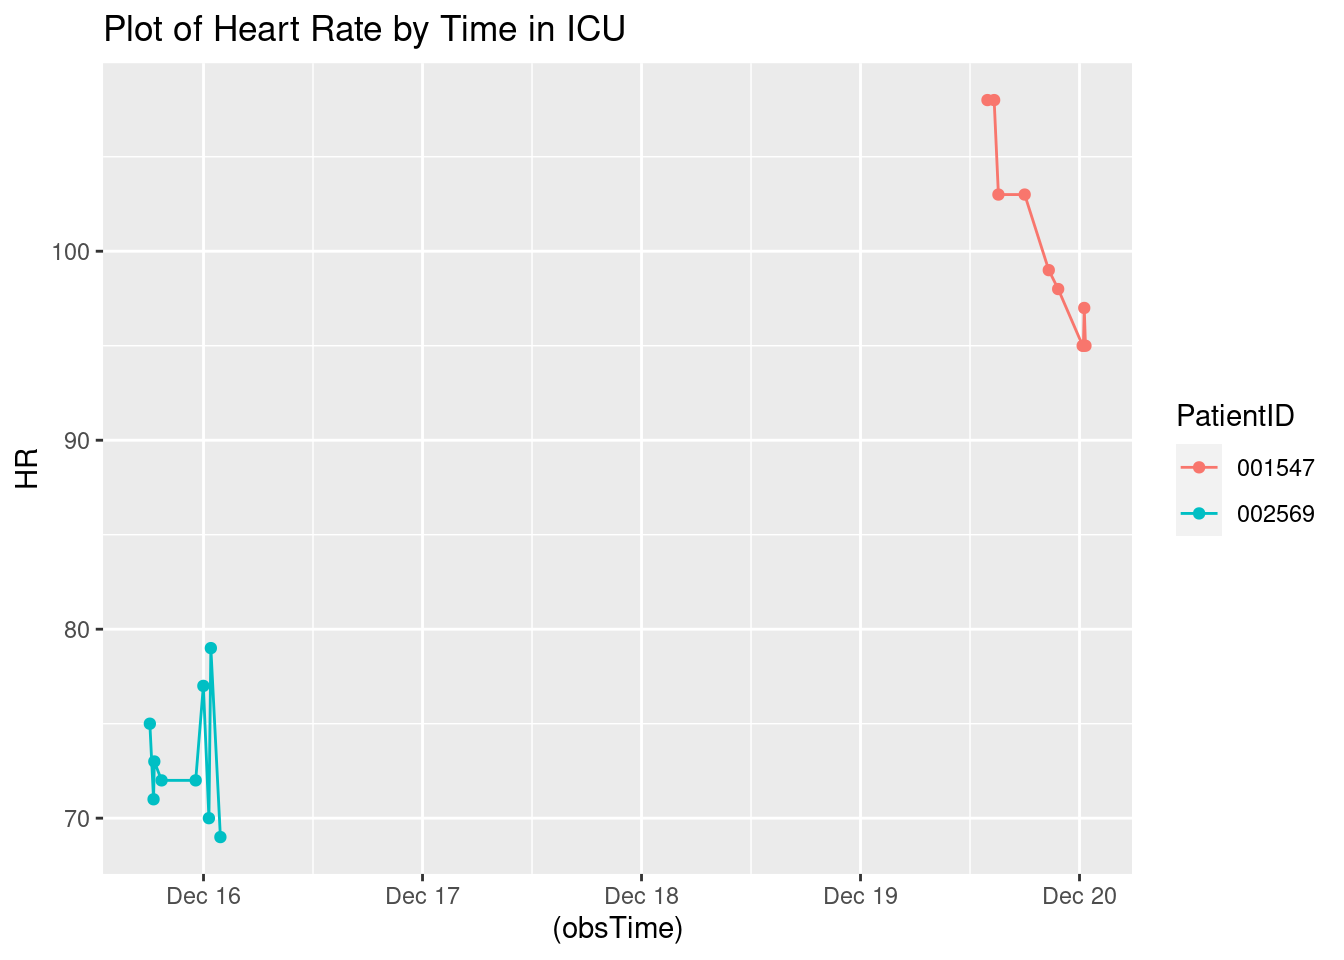 Plot of Heart Rate by Time in ICU
HR
100
90
80
70
Dec 16 Dec 17 Dec 18 Dec 19 Dec 20
(obsTime)
PatientID
001547
002569